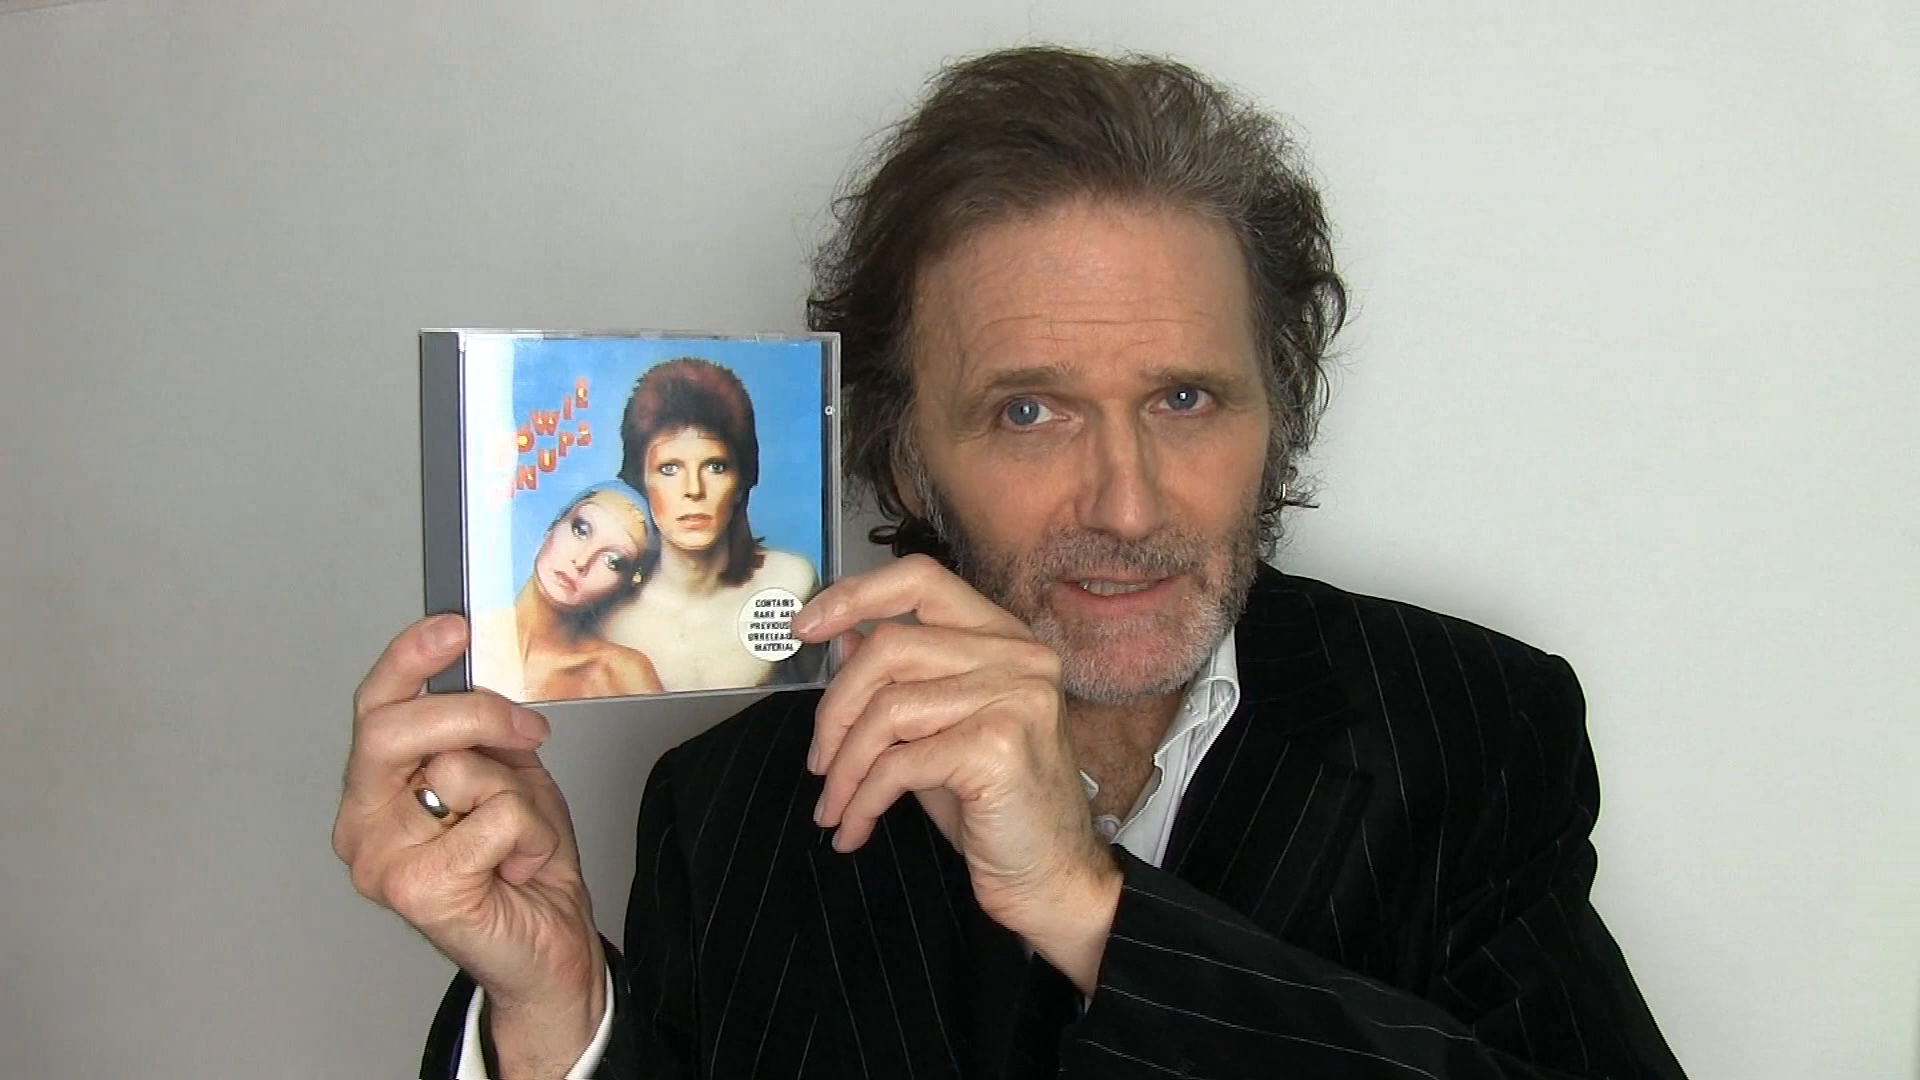 BOWIE
PINUPS
CONTAINS
RARE AND
PREVIOUSLY
UNRELEASED
MATERIAL